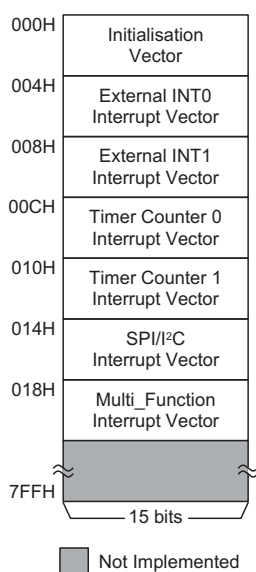 000H
Initialisation
Vector
004H
External INT0
Interrupt Vector
008H
External INT1
Interrupt Vector
00CH
Timer Counter 0
Interrupt Vector
010H
Timer Counter 1
Interrupt Vector
014H
SPI/I²C
Interrupt Vector
018H
Multi_Function
Interrupt Vector
7FFH
15 bits
Not Implemented